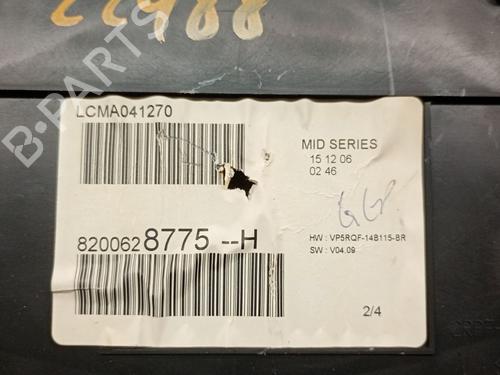 22988
B-PARTS
LCMA041270
MID SERIES
15 12 06
02 46
8200628775 --H
HW : VP5RQF-14B115-BR
SW : V04.09
2/4